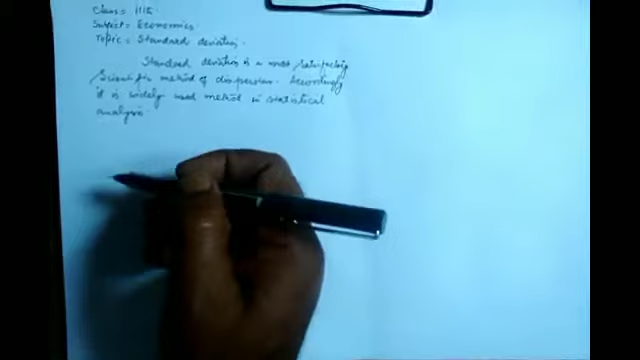 Class = 11th
Subject = Economics
Topic = Standard deviation.
Standard deviation is a most satisfactory
Scientific method of dispersion. Accordingly
it is widely used method in statistical
analysis.